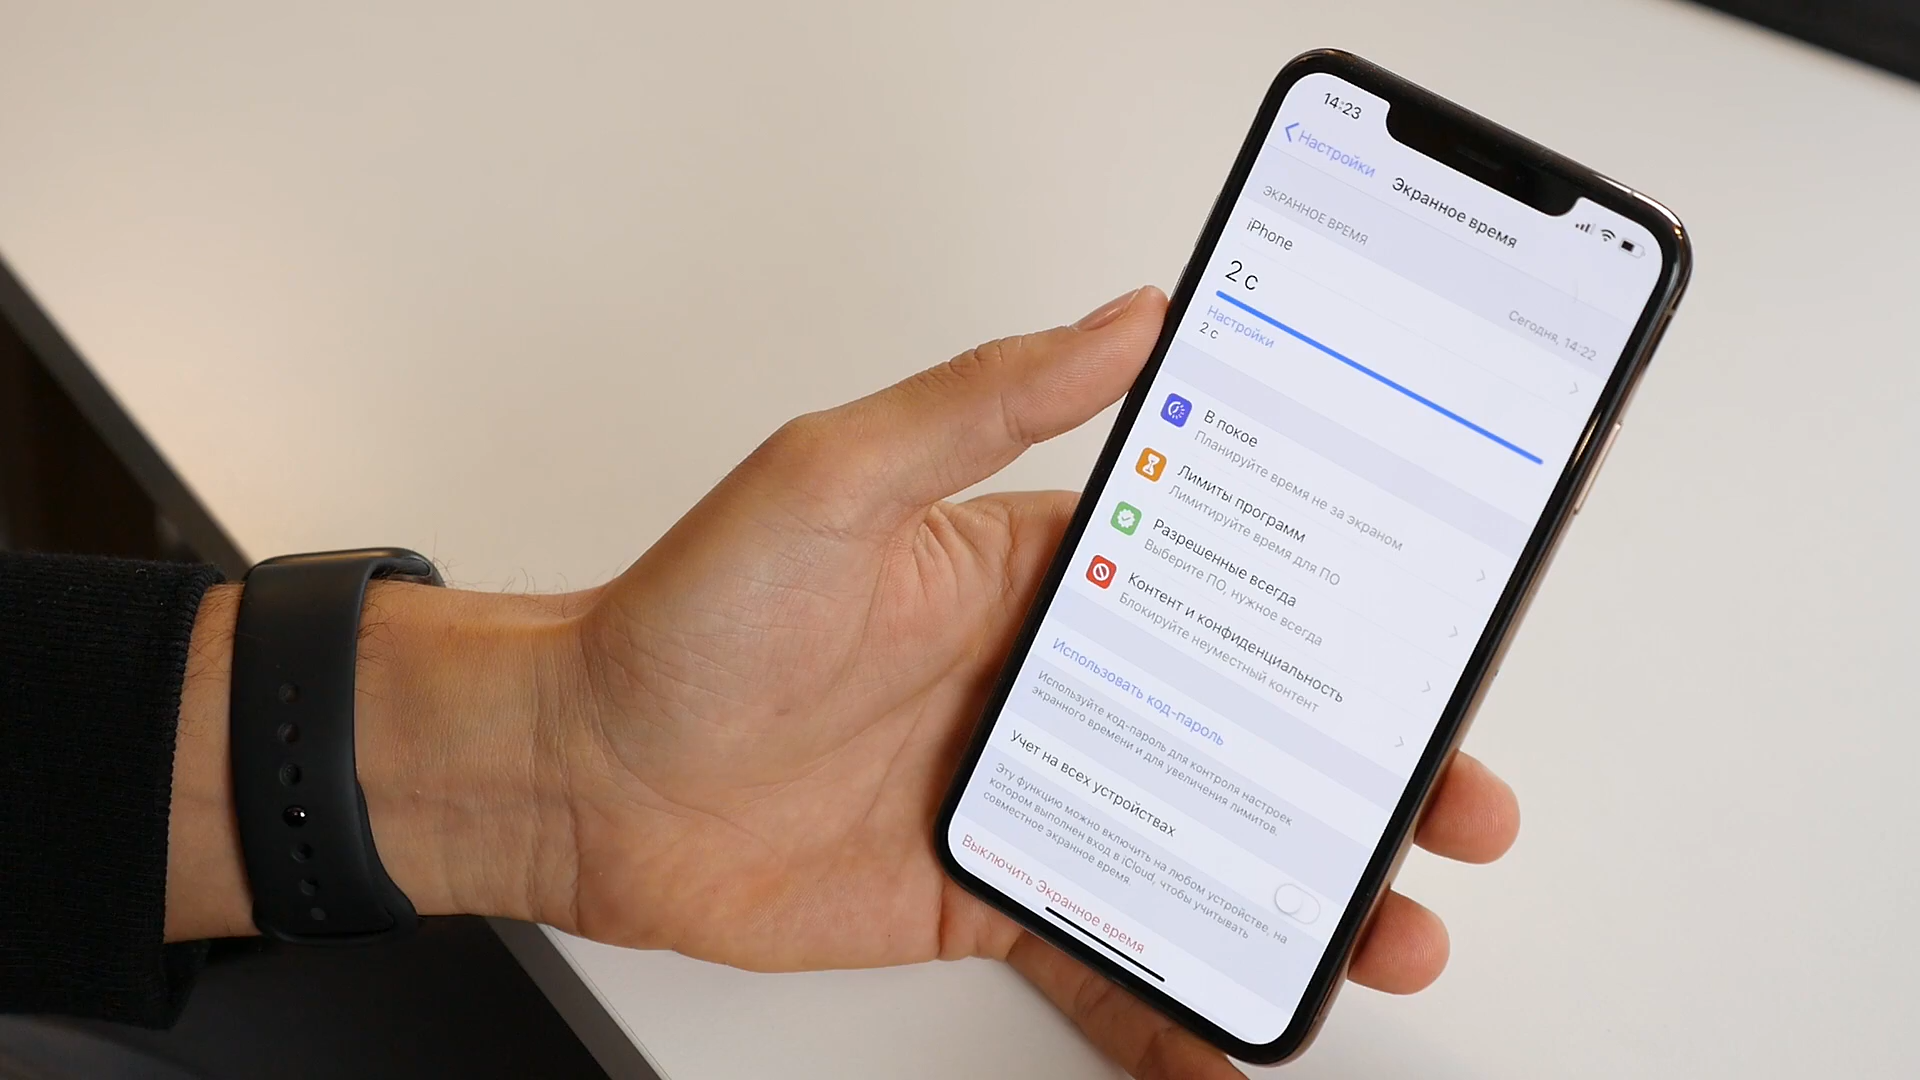 14:23
Настройки
Экранное время
ЭКРАННОЕ ВРЕМЯ
Сегодня, 14:22
iPhone
2 с
Настройки
2 с
В покое
Планируйте время не за экраном
Лимиты программ
Лимитируйте время для ПО
Разрешенные всегда
Выберите ПО, нужное всегда
Контент и конфиденциальность
Блокируйте неуместный контент
Использовать код-пароль
Используйте код-пароль для контроля настроек
экранного времени и для увеличения лимитов.
Учет на всех устройствах
Эту функцию можно включить на любом устройстве, на
котором выполнен вход в iCloud, чтобы учитывать
совместное экранное время.
Выключить Экранное время